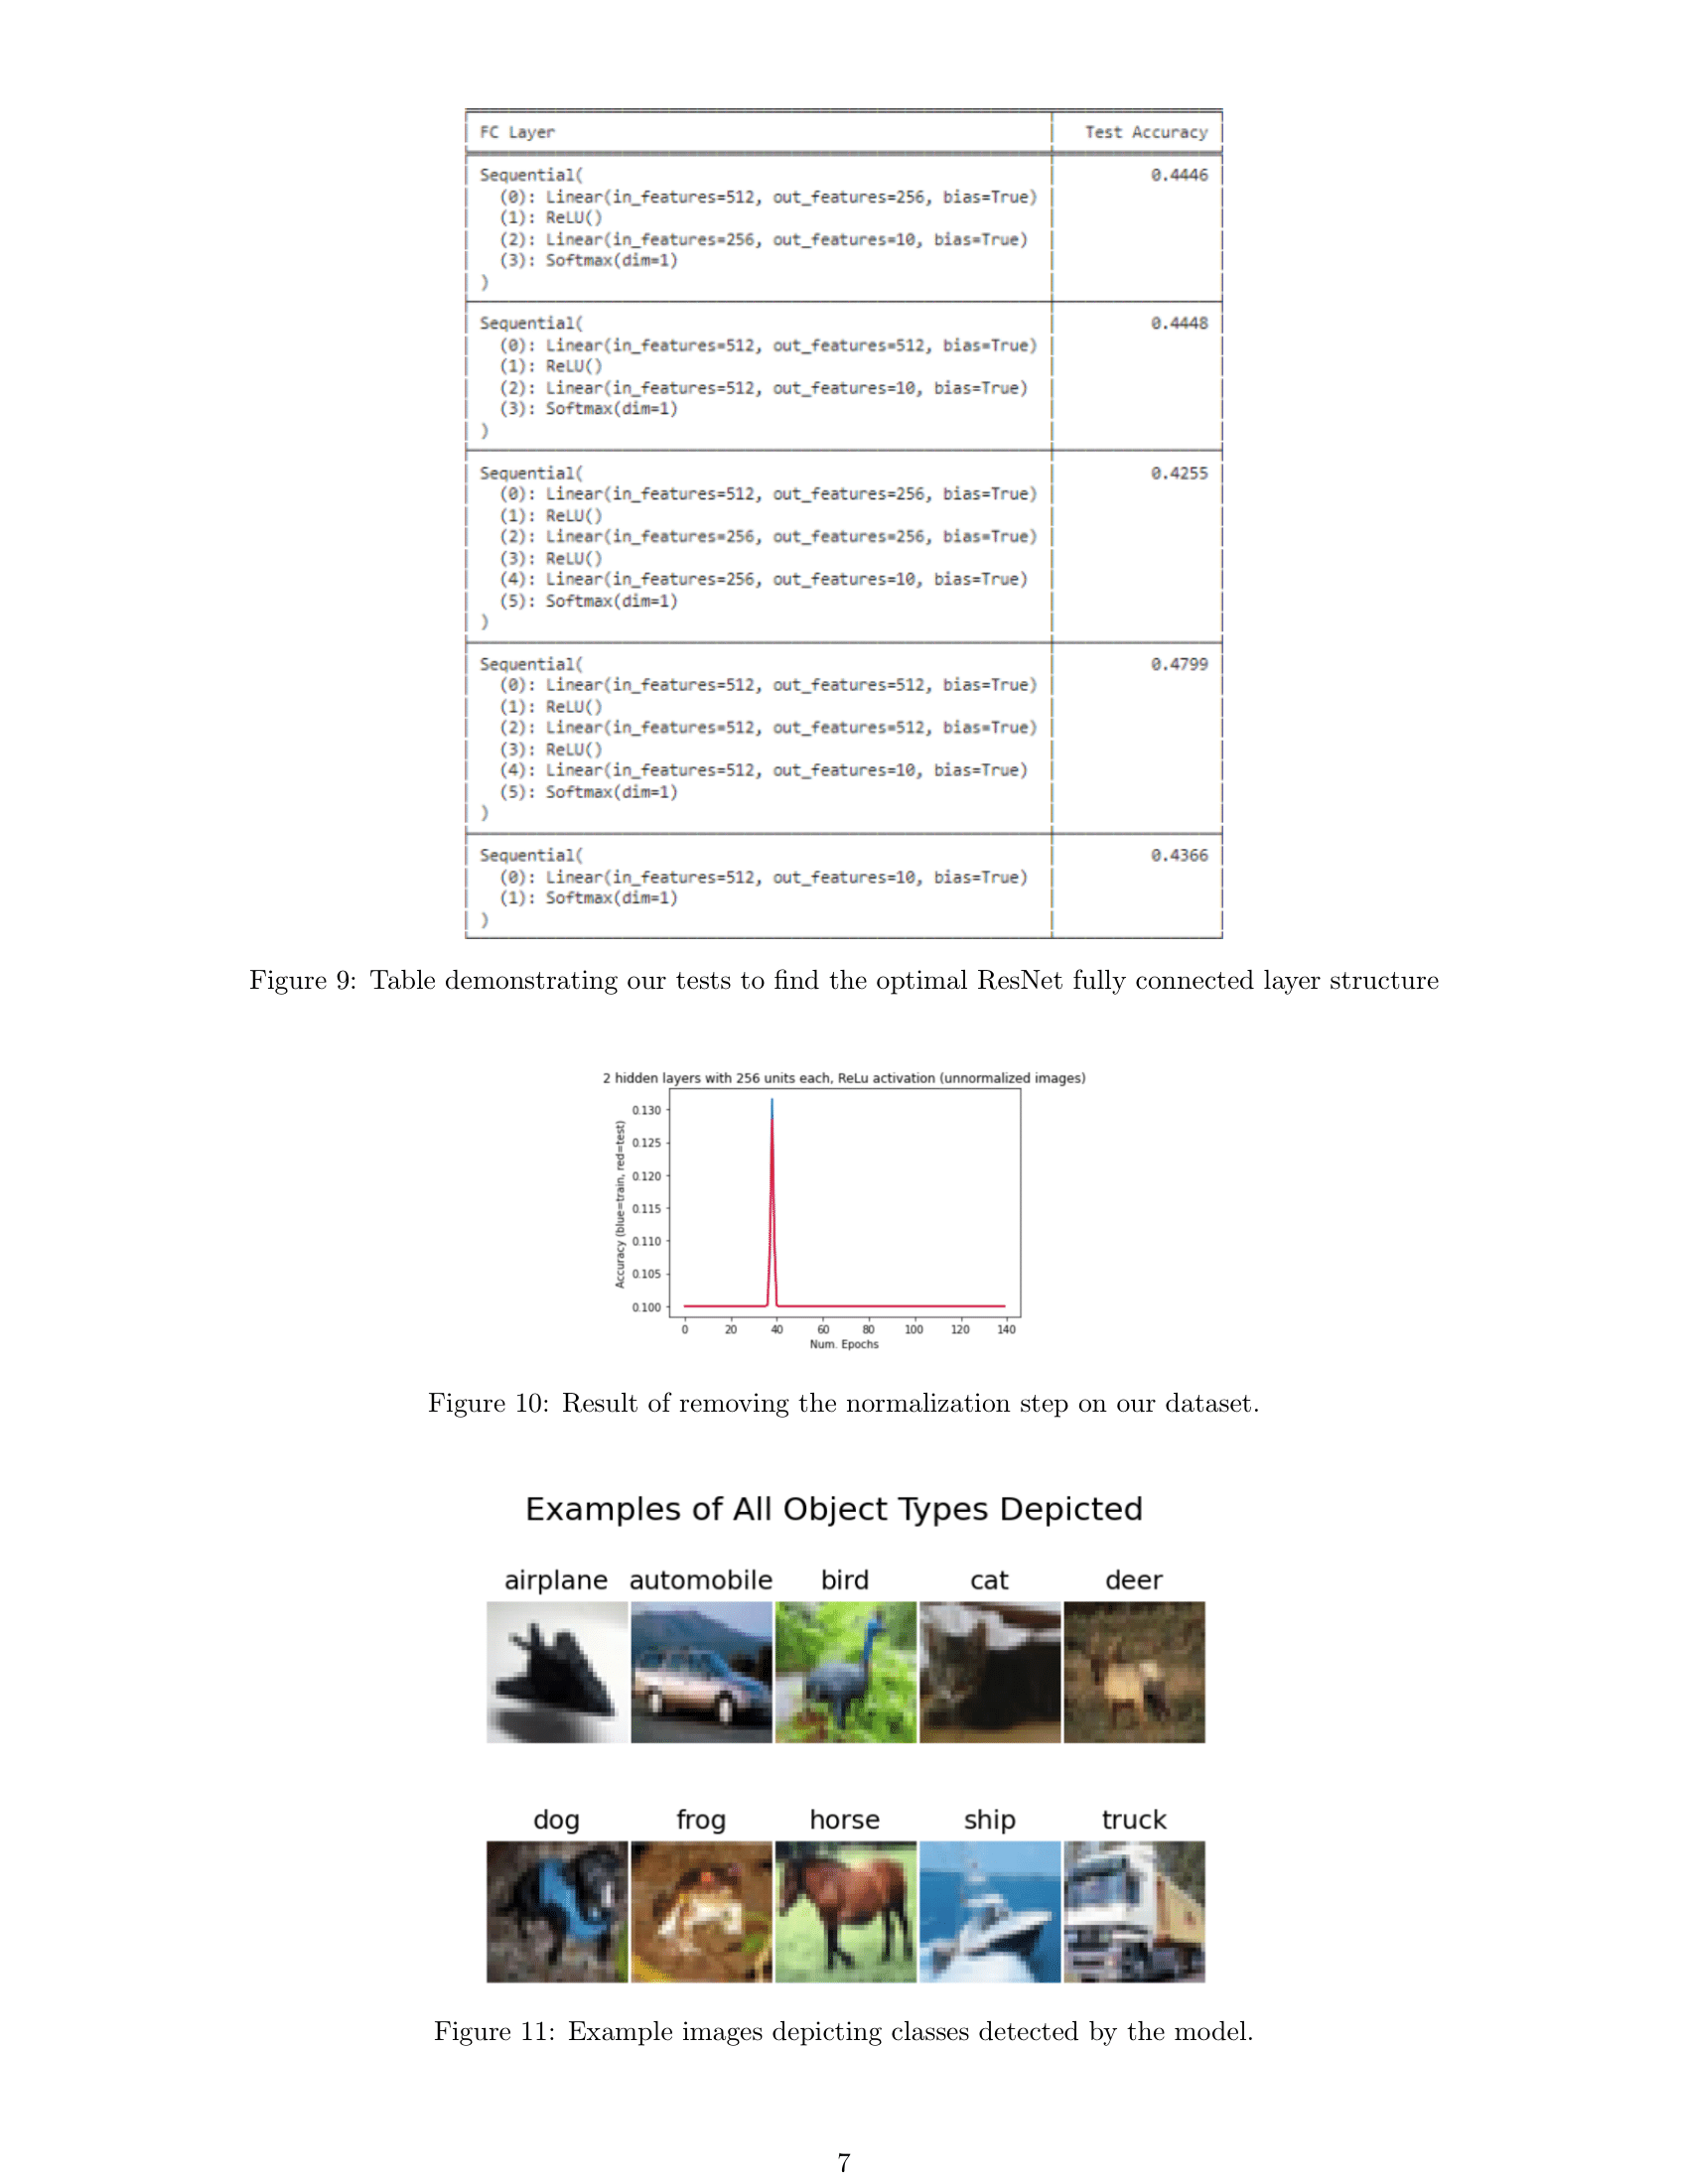 FC Layer Test Accuracy
Sequential( 0.4446
(0): Linear(in_features=512, out_features=256, bias=True)
(1): ReLU()
(2): Linear(in_features=256, out_features=10, bias=True)
(3): Softmax(dim=1)
)
Sequential( 0.4448
(0): Linear(in_features=512, out_features=512, bias=True)
(1): ReLU()
(2): Linear(in_features=512, out_features=10, bias=True)
(3): Softmax(dim=1)
)
Sequential( 0.4255
(0): Linear(in_features=512, out_features=256, bias=True)
(1): ReLU()
(2): Linear(in_features=256, out_features=256, bias=True)
(3): ReLU()
(4): Linear(in_features=256, out_features=10, bias=True)
(5): Softmax(dim=1)
)
Sequential( 0.4799
(0): Linear(in_features=512, out_features=512, bias=True)
(1): ReLU()
(2): Linear(in_features=512, out_features=512, bias=True)
(3): ReLU()
(4): Linear(in_features=512, out_features=10, bias=True)
(5): Softmax(dim=1)
)
Sequential( 0.4366
(0): Linear(in_features=512, out_features=10, bias=True)
(1): Softmax(dim=1)
)
Figure 9: Table demonstrating our tests to find the optimal ResNet fully connected layer structure
2 hidden layers with 256 units each, ReLu activation (unnormalized images)
Accuracy (blue=train, red=test)
0.130
0.125
0.120
0.115
0.110
0.105
0.100
0 20 40 60 80 100 120 140
Num. Epochs
Figure 10: Result of removing the normalization step on our dataset.
Examples of All Object Types Depicted
airplane automobile bird cat deer
dog frog horse ship truck
Figure 11: Example images depicting classes detected by the model.
7